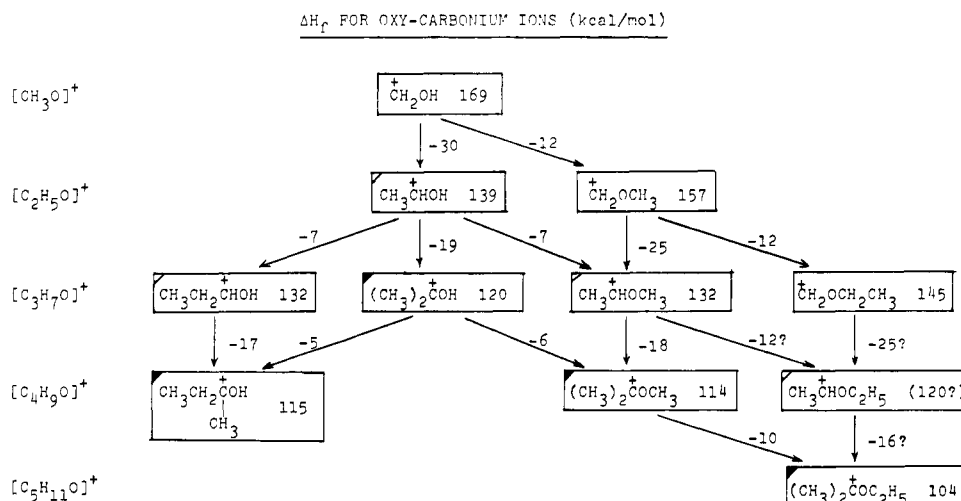 ΔHf FOR OXY-CARBONIUM IONS (kcal/mol)
[CH3O]+
+CH2OH 169
-30
-12
[C2H5O]+
CH3+CHOH 139
+CH2OCH3 157
-7
-19
-7
-25
-12
[C3H7O]+
CH3CH2+CHOH 132
(CH3)2+COH 120
CH3+CHOCH3 132
+CH2OCH2CH3 145
-17
-5
-6
-18
-12?
-25?
[C4H9O]+
CH3CH2+COH
CH3
115
(CH3)2+COCH3 114
CH3+CHOC2H5 (120?)
-10
-16?
[C5H11O]+
(CH3)2+COC2H5 104